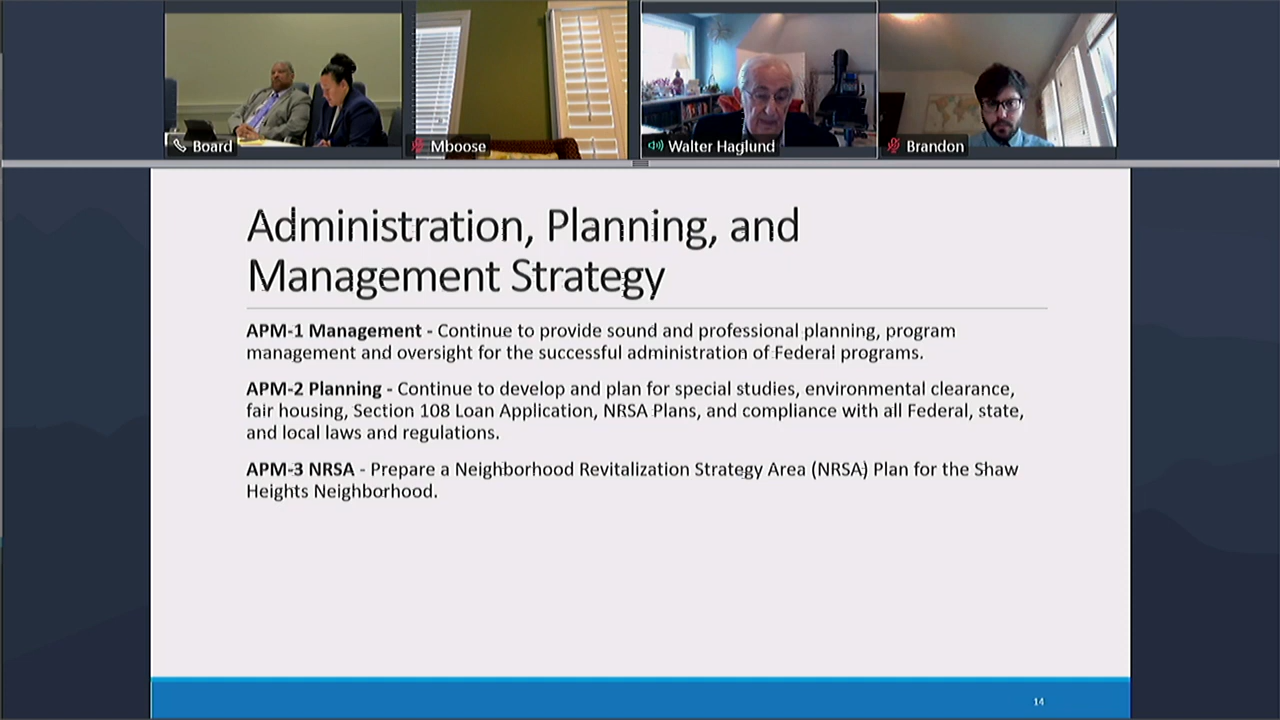 Board
Mboose
Walter Haglund
Brandon
Administration, Planning, and
Management Strategy
APM-1 Management - Continue to provide sound and professional planning, program
management and oversight for the successful administration of Federal programs.
APM-2 Planning - Continue to develop and plan for special studies, environmental clearance,
fair housing, Section 108 Loan Application, NRSA Plans, and compliance with all Federal, state,
and local laws and regulations.
APM-3 NRSA - Prepare a Neighborhood Revitalization Strategy Area (NRSA) Plan for the Shaw
Heights Neighborhood.
14